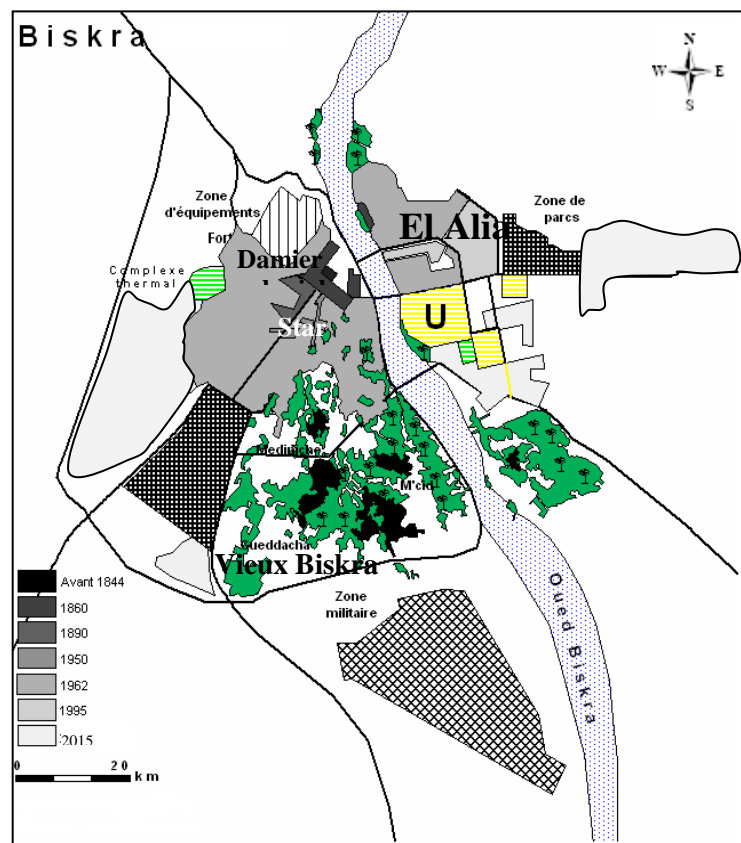 Biskra
N
W E
S
Zone
d'équipements
Fort
El Alia
Zone de
parcs
Damier
Complexe
thermal
U
Star
Mediniche
M'cid
Gueddacha
Vieux Biskra
Zone
militaire
Oued Biskra
Avant 1844
1860
1890
1950
1962
1995
2015
0 20
km